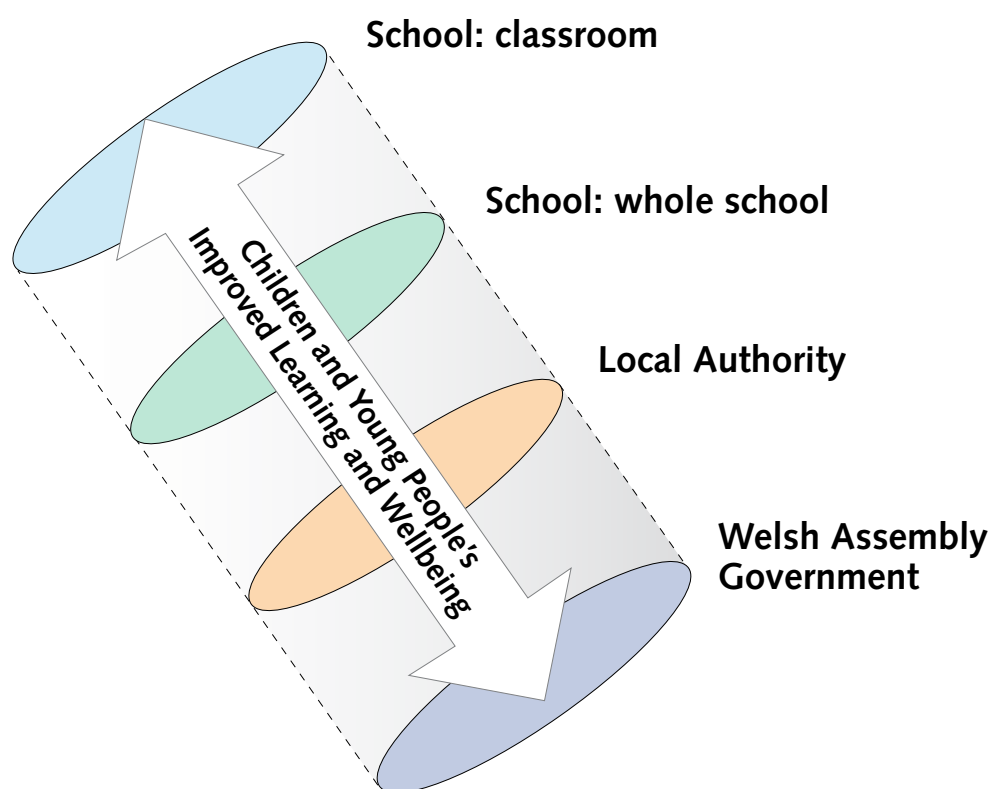 School: classroom
School: whole school
Children and Young People's
Improved Learning and Wellbeing
Local Authority
Welsh Assembly
Government